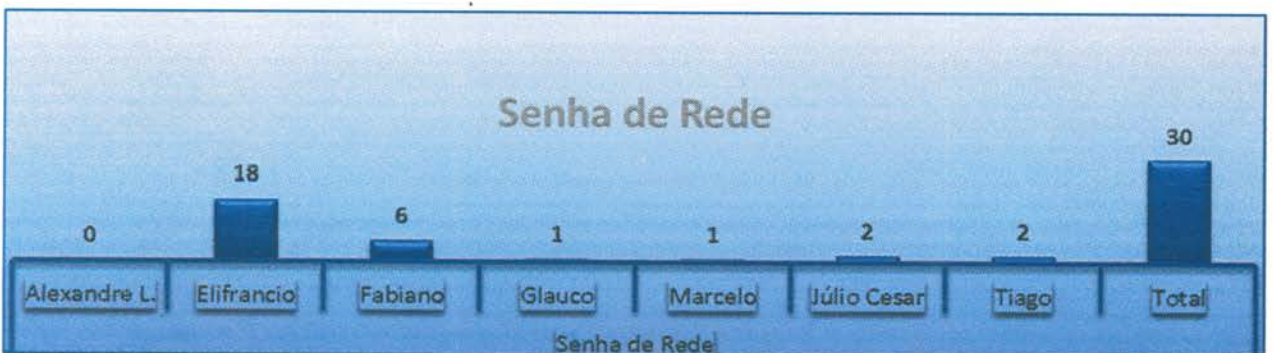 Senha de Rede
0 18 6 1 1 2 2 30
Alexandre L. Elifrancio Fabiano Glauco Marcelo Júlio Cesar Tiago Total
Senha de Rede